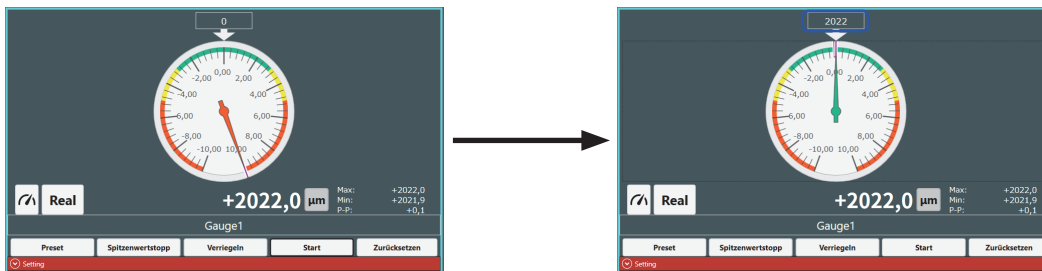 0
0,00
-2,00 2,00
-4,00 4,00
-6,00 6,00
-8,00 8,00
-10,00 10,00
Real
+2022,0 µm
Max: +2022,0
Min: +2021,9
P-P: +0,1
Gauge1
Preset Spitzenwertstopp Verriegeln Start Zurücksetzen
Setting
2022
0,00
-2,00 2,00
-4,00 4,00
-6,00 6,00
-8,00 8,00
-10,00 10,00
Real
+2022,0 µm
Max: +2022,0
Min: +2021,9
P-P: +0,1
Gauge1
Preset Spitzenwertstopp Verriegeln Start Zurücksetzen
Setting